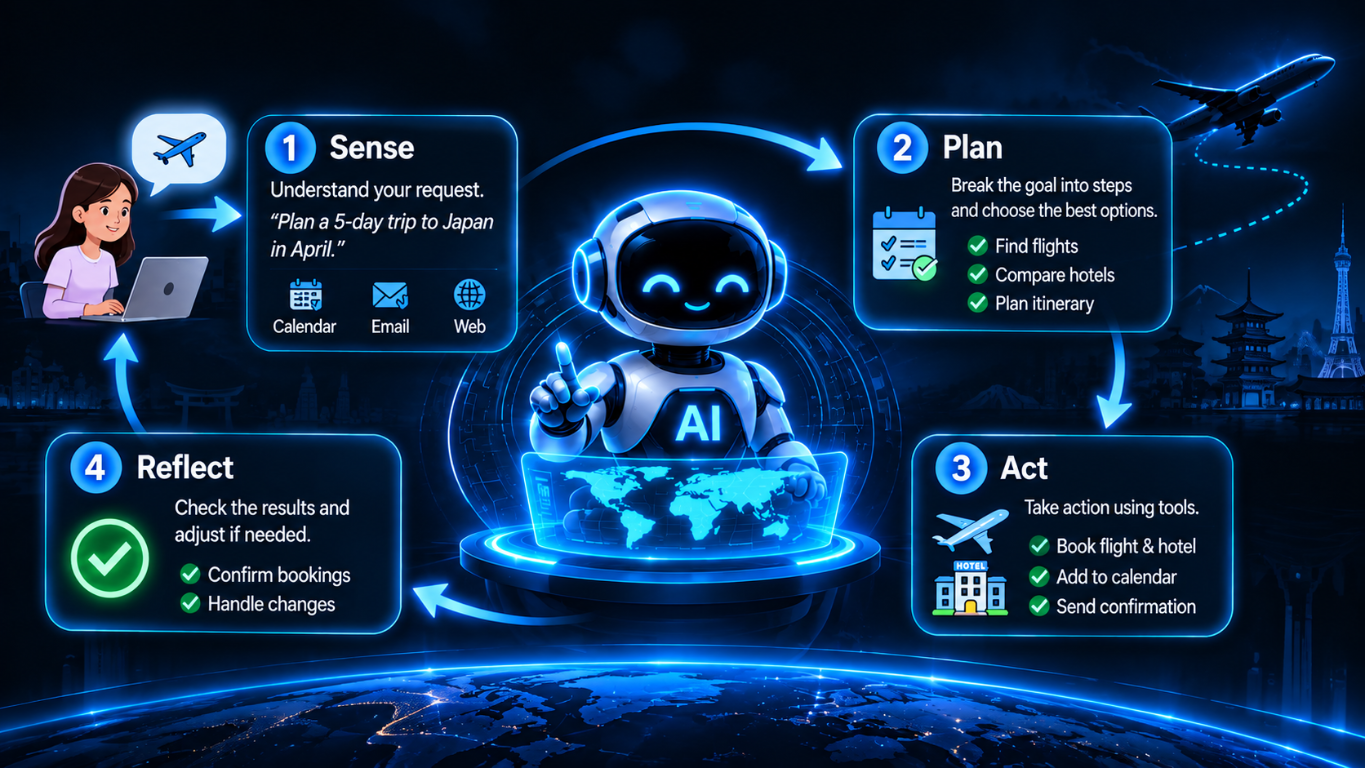 1 Sense
Understand your request.
“Plan a 5-day trip to Japan
in April.”
Calendar Email Web
2 Plan
Break the goal into steps
and choose the best options.
Find flights
Compare hotels
Plan itinerary
AI
3 Act
Take action using tools.
HOTEL
Book flight & hotel
Add to calendar
Send confirmation
4 Reflect
Check the results and
adjust if needed.
Confirm bookings
Handle changes